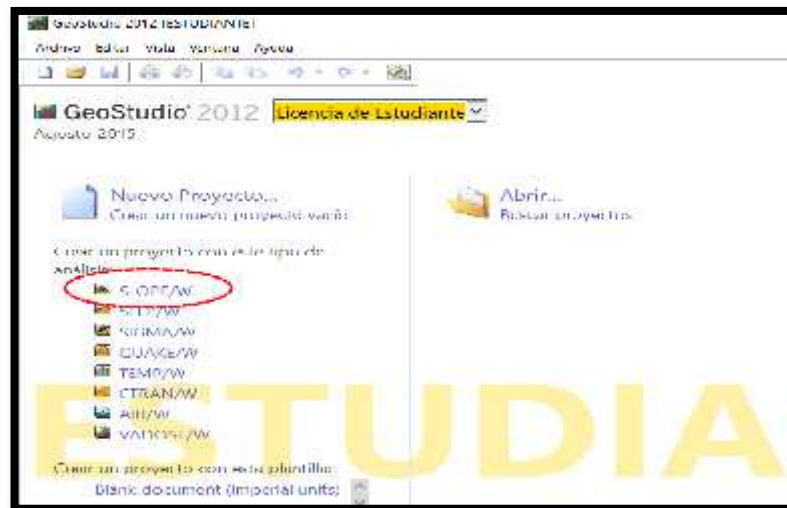 GeoStudio 2012 [ESTUDIANTE]
Archivo Editar Vista Ventana Ayuda
GeoStudio 2012 Licencia de Estudiante
Agosto 2015
Nuevo Proyecto...
Crear un nuevo proyecto vacío
Abrir...
Buscar proyectos
Crear un proyecto con este tipo de
Análisis:
SLOPE/W
SEEP/W
SIGMA/W
QUAKE/W
TEMP/W
CTRAN/W
AIR/W
VADOSE/W
Crear un proyecto con esta plantilla:
Blank document (Imperial units)
ESTUDIA